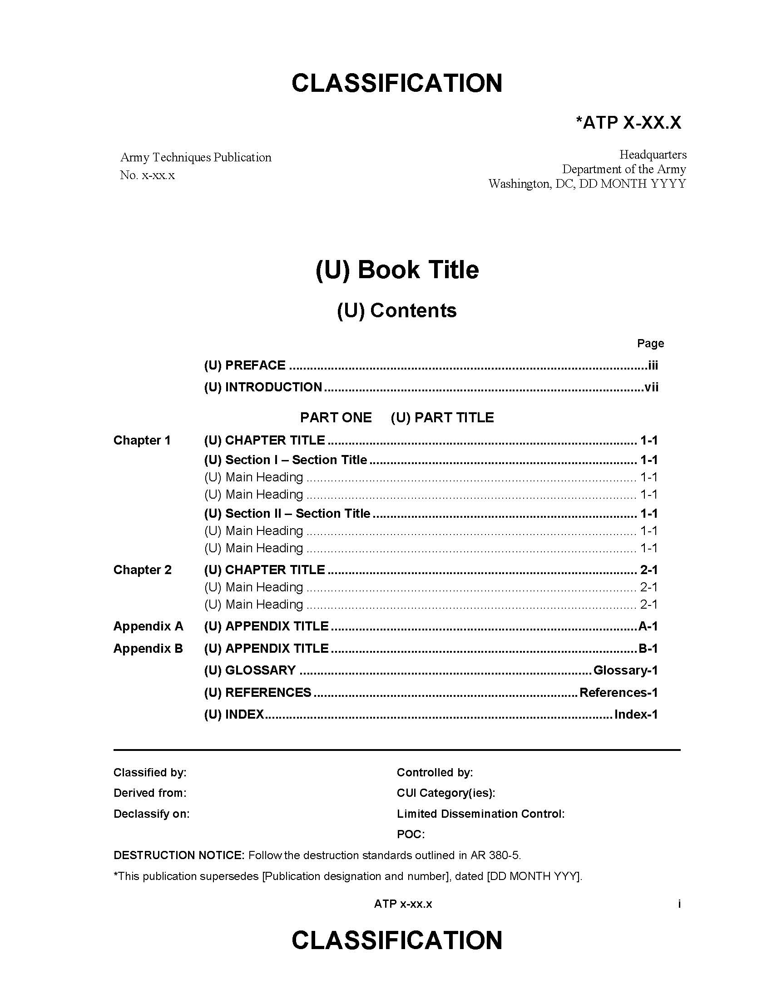 CLASSIFICATION
*ATP X-XX.X
Army Techniques Publication
No. x-xx.x
Headquarters
Department of the Army
Washington, DC, DD MONTH YYYY
(U) Book Title
(U) Contents
Page
(U) PREFACE ........................................................................................................iii
(U) INTRODUCTION.............................................................................................vii
PART ONE (U) PART TITLE
Chapter 1 (U) CHAPTER TITLE .......................................................................................... 1-1
(U) Section I – Section Title .............................................................................. 1-1
(U) Main Heading ................................................................................................ 1-1
(U) Main Heading ................................................................................................ 1-1
(U) Section II – Section Title ............................................................................. 1-1
(U) Main Heading ................................................................................................ 1-1
(U) Main Heading ................................................................................................ 1-1
Chapter 2 (U) CHAPTER TITLE .......................................................................................... 2-1
(U) Main Heading ................................................................................................ 2-1
(U) Main Heading ................................................................................................ 2-1
Appendix A (U) APPENDIX TITLE .........................................................................................A-1
Appendix B (U) APPENDIX TITLE .........................................................................................B-1
(U) GLOSSARY .....................................................................................Glossary-1
(U) REFERENCES .............................................................................References-1
(U) INDEX.....................................................................................................Index-1
Classified by:
Derived from:
Declassify on:
Controlled by:
CUI Category(ies):
Limited Dissemination Control:
POC:
DESTRUCTION NOTICE: Follow the destruction standards outlined in AR 380-5.
*This publication supersedes [Publication designation and number], dated [DD MONTH YYY].
ATP x-xx.x i
CLASSIFICATION